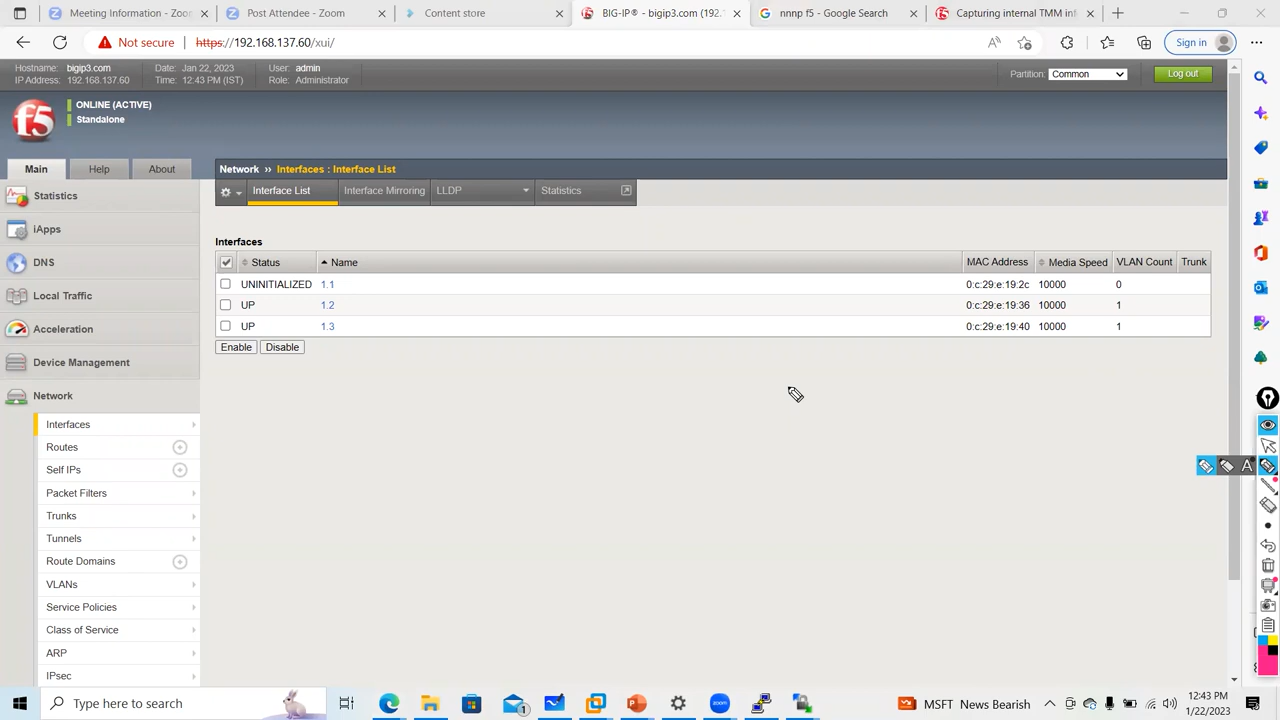 Meeting Information - Zoom
Post Attendee - Zoom
Content store
BIG-IP® - bigip3.com (192.
nnnp f5 - Google Search
Capturing internal TMM inf
Not secure
https://192.168.137.60/xui/
Sign in
Hostname: bigip3.com
IP Address: 192.168.137.60
Date: Jan 22, 2023
Time: 12:43 PM (IST)
User: admin
Role: Administrator
Partition: Common
Log out
f5
ONLINE (ACTIVE)
Standalone
Main
Help
About
Network ›› Interfaces : Interface List
Interface List
Interface Mirroring
LLDP
Statistics
Statistics
iApps
DNS
Local Traffic
Acceleration
Device Management
Network
Interfaces
Routes
Self IPs
Packet Filters
Trunks
Tunnels
Route Domains
VLANs
Service Policies
Class of Service
ARP
IPsec
Interfaces
Status Name MAC Address Media Speed VLAN Count Trunk
UNINITIALIZED 1.1 0:c:29:e:19:2c 10000 0
UP 1.2 0:c:29:e:19:36 10000 1
UP 1.3 0:c:29:e:19:40 10000 1
Enable Disable
A
Type here to search
1
zoom
MSFT News Bearish
12:43 PM
1/22/2023